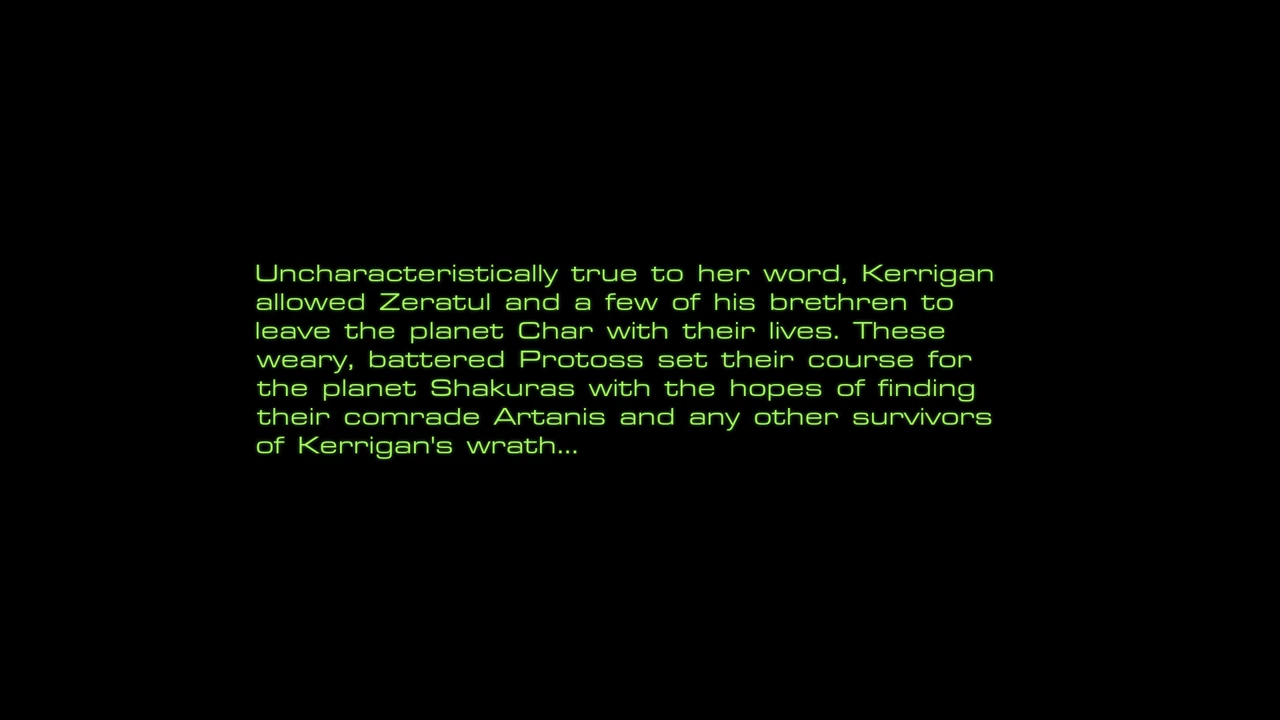 Uncharacteristically true to her word, Kerrigan
allowed Zeratul and a few of his brethren to
leave the planet Char with their lives. These
weary, battered Protoss set their course for
the planet Shakuras with the hopes of finding
their comrade Artanis and any other survivors
of Kerrigan's wrath...